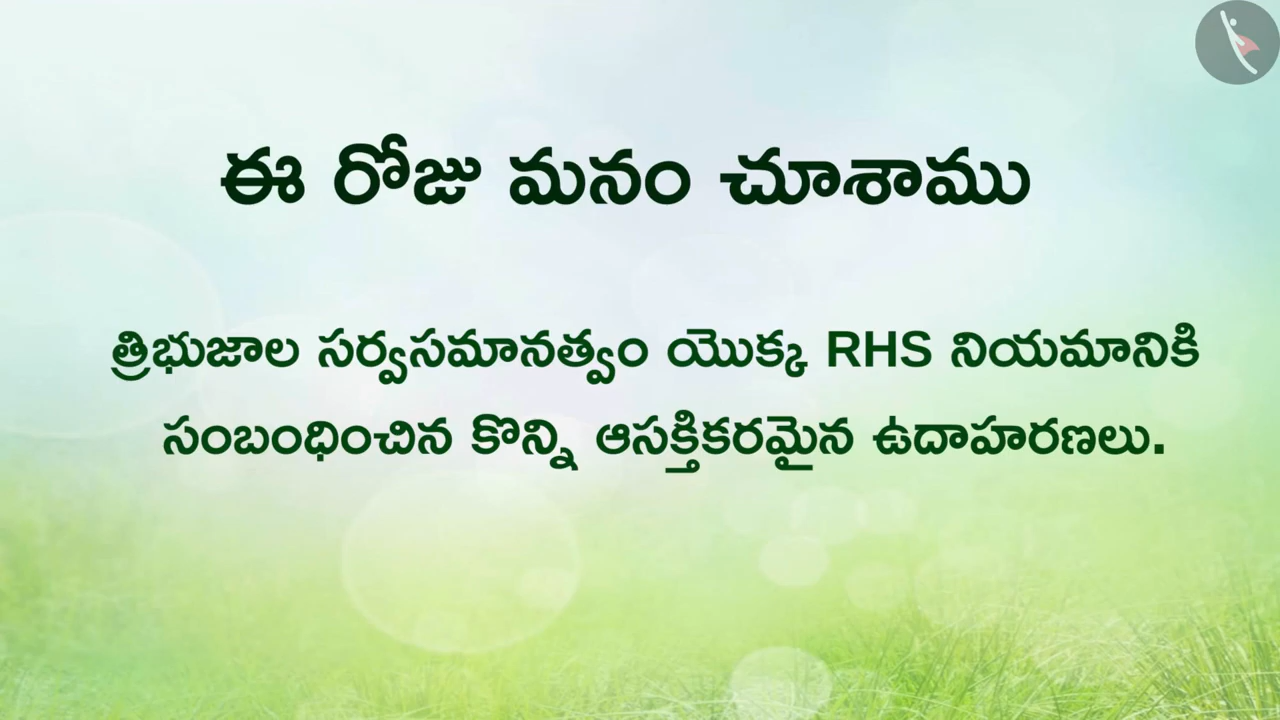 ఈ రోజు మనం చూశాము
త్రిభుజాల సర్వసమానత్వం యొక్క RHS నియమానికి
సంబంధించిన కొన్ని ఆసక్తికరమైన ఉదాహరణలు.